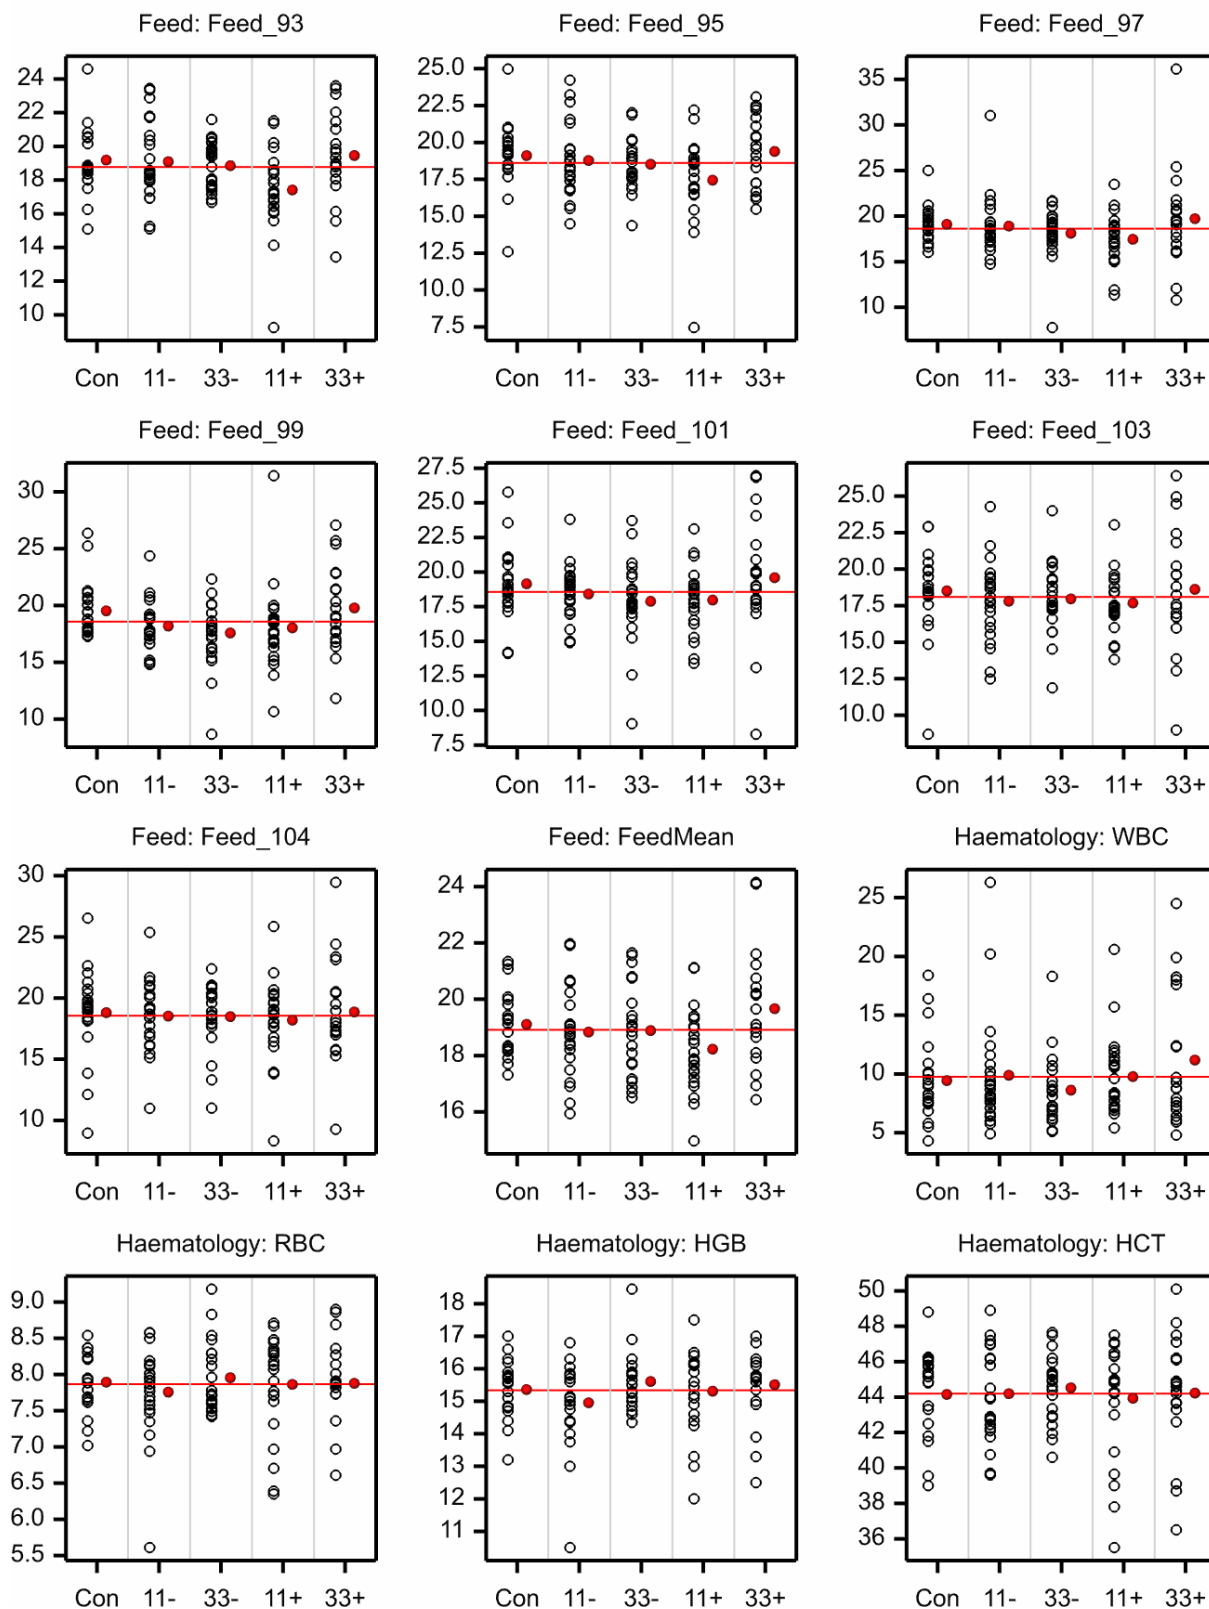 Feed: Feed_93 Feed: Feed_95 Feed: Feed_97
24 22 20 18 16 14 12 10
25.0 22.5 20.0 17.5 15.0 12.5 10.0 7.5
35 30 25 20 15 10
Con 11- 33- 11+ 33+ Con 11- 33- 11+ 33+ Con 11- 33- 11+ 33+
Feed: Feed_99 Feed: Feed_101 Feed: Feed_103
30 25 20 15 10
27.5 25.0 22.5 20.0 17.5 15.0 12.5 10.0 7.5
25.0 22.5 20.0 17.5 15.0 12.5 10.0
Con 11- 33- 11+ 33+ Con 11- 33- 11+ 33+ Con 11- 33- 11+ 33+
Feed: Feed_104 Feed: FeedMean Haematology: WBC
30 25 20 15 10
24 22 20 18 16
25 20 15 10 5
Con 11- 33- 11+ 33+ Con 11- 33- 11+ 33+ Con 11- 33- 11+ 33+
Haematology: RBC Haematology: HGB Haematology: HCT
9.0 8.5 8.0 7.5 7.0 6.5 6.0 5.5
18 17 16 15 14 13 12 11
50 48 46 44 42 40 38 36
Con 11- 33- 11+ 33+ Con 11- 33- 11+ 33+ Con 11- 33- 11+ 33+